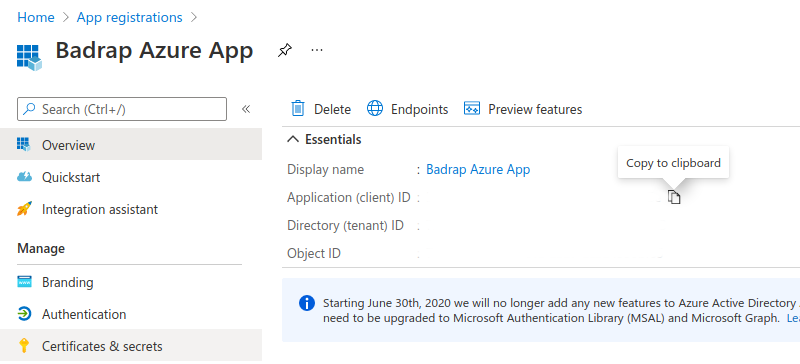 Home > App registrations >
Badrap Azure App ...
Search (Ctrl+/) «
Overview
Quickstart
Integration assistant
Manage
Branding
Authentication
Certificates & secrets
Delete Endpoints Preview features
Essentials
Display name : Badrap Azure App
Copy to clipboard
Application (client) ID
Directory (tenant) ID
Object ID
Starting June 30th, 2020 we will no longer add any new features to Azure Active Directory
need to be upgraded to Microsoft Authentication Library (MSAL) and Microsoft Graph. Lea